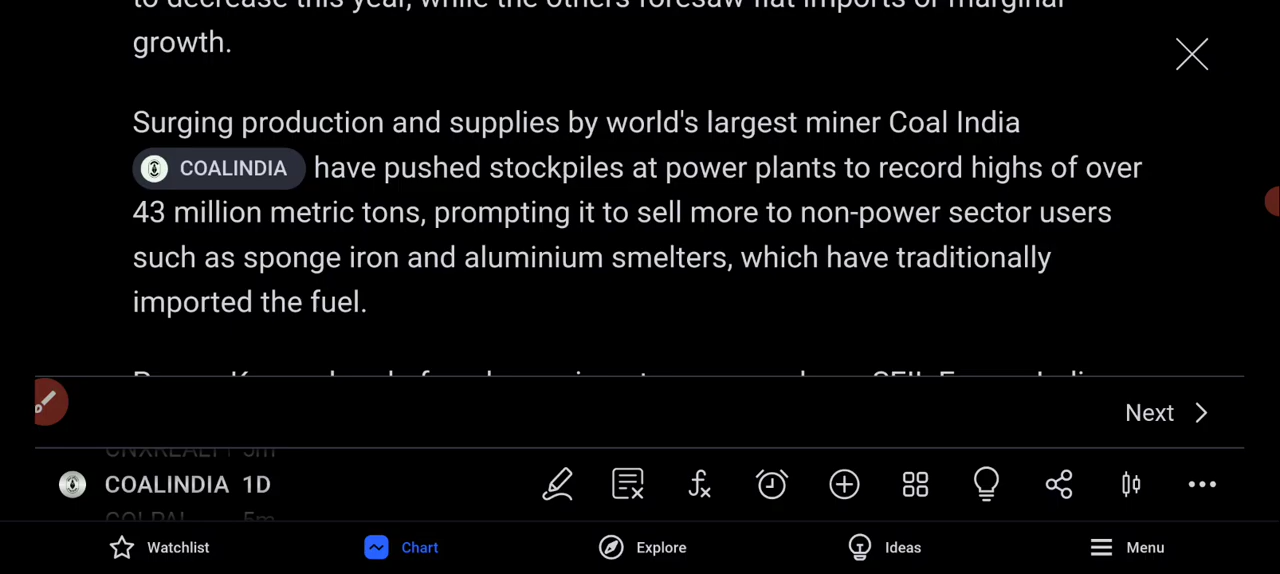 growth.
Surging production and supplies by world's largest miner Coal India
COALINDIA have pushed stockpiles at power plants to record highs of over
43 million metric tons, prompting it to sell more to non-power sector users
such as sponge iron and aluminium smelters, which have traditionally
imported the fuel.
Next
COALINDIA 1D
Watchlist
Chart
Explore
Ideas
Menu